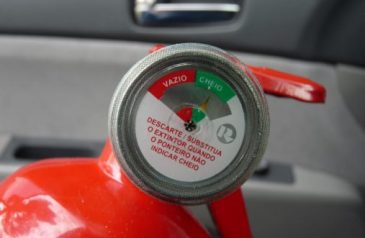 VAZIO CHEIO
DESCARTE/SUBSTITUA
O EXTINTOR QUANDO
O PONTEIRO NÃO
INDICAR CHEIO